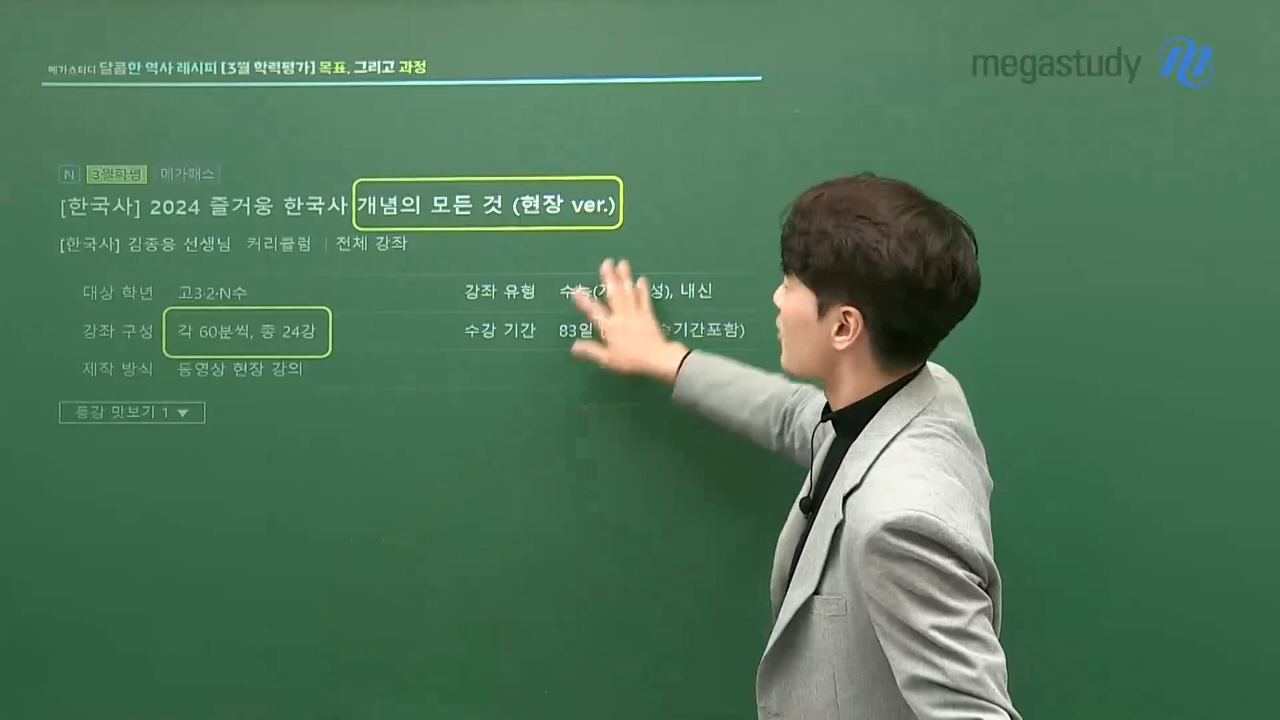 메가스터디 달콤한 역사 레시피 [3월 학력평가] 목표, 그리고 과정
megastudy
N 3월학평 메가패스
[한국사] 2024 즐거웅 한국사 개념의 모든 것 (현장 ver.)
[한국사] 김종웅 선생님 커리큘럼 | 전체 강좌
대상 학년 고3·2·N수 강좌 유형 수능(개 성), 내신
강좌 구성 각 60분씩, 총 24강 수강 기간 83일 수기간포함)
제작 방식 동영상 현장 강의
등강 맛보기 1 ▼